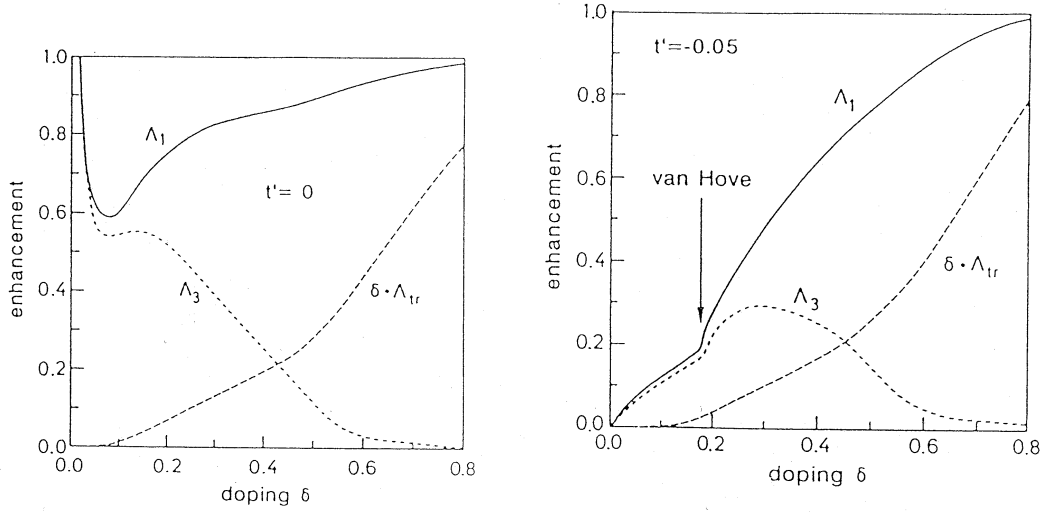 enhancement
1.0
0.8
0.6
0.4
0.2
0.0
Λ1
t'= 0
Λ3
δ·Λtr
0.0 0.2 0.4 0.6 0.8
doping δ
enhancement
1.0
0.8
0.6
0.4
0.2
0.0
t'=-0.05
Λ1
van Hove
Λ3
δ·Λtr
0.0 0.2 0.4 0.6 0.8
doping δ